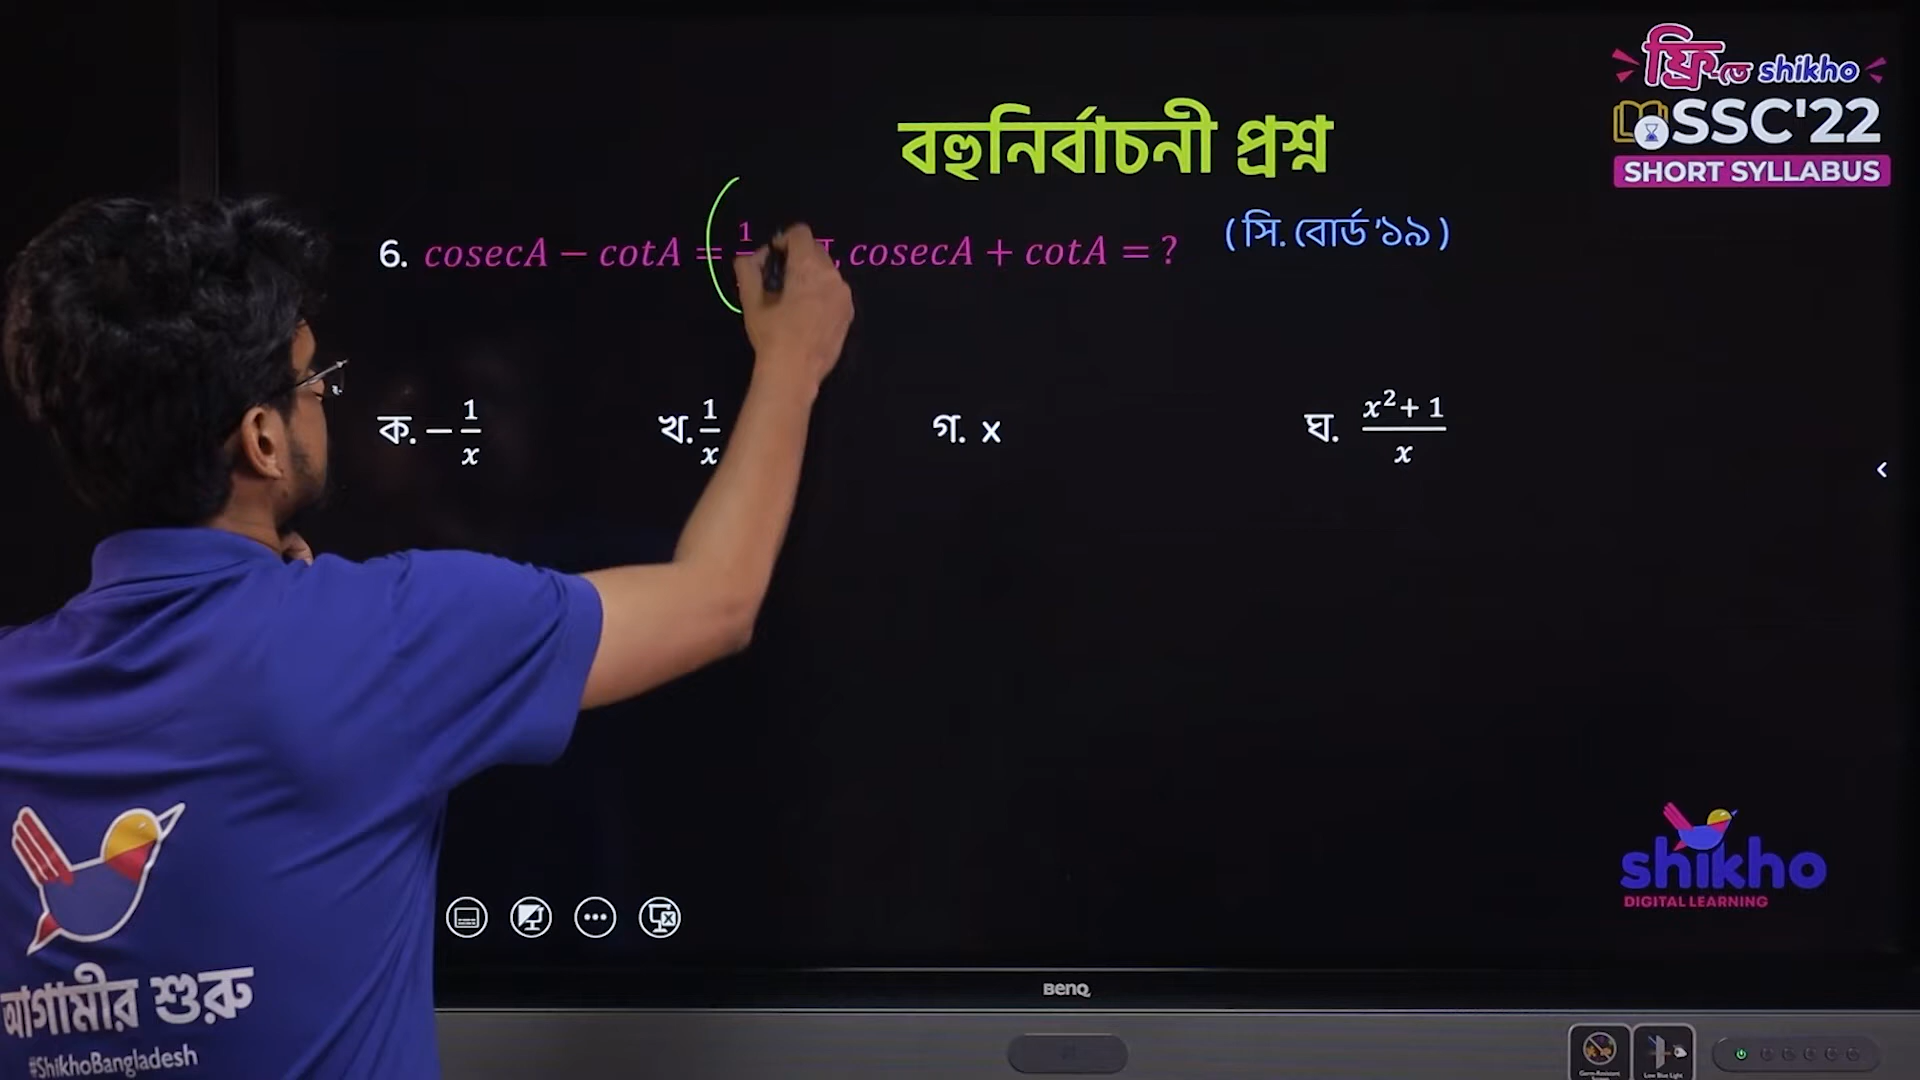 ফ্রি-তে shikho
SSC'22
SHORT SYLLABUS
বহুনির্বাচনী প্রশ্ন
6. cosecA − cotA = 1 , cosecA + cotA = ?
( সি. বোর্ড '১৯ )
ক. − 1/x
খ. 1/x
গ. x
ঘ. x²+ 1/x
shikho
DIGITAL LEARNING
আগামীর শুরু
#ShikhoBangladesh
BenQ